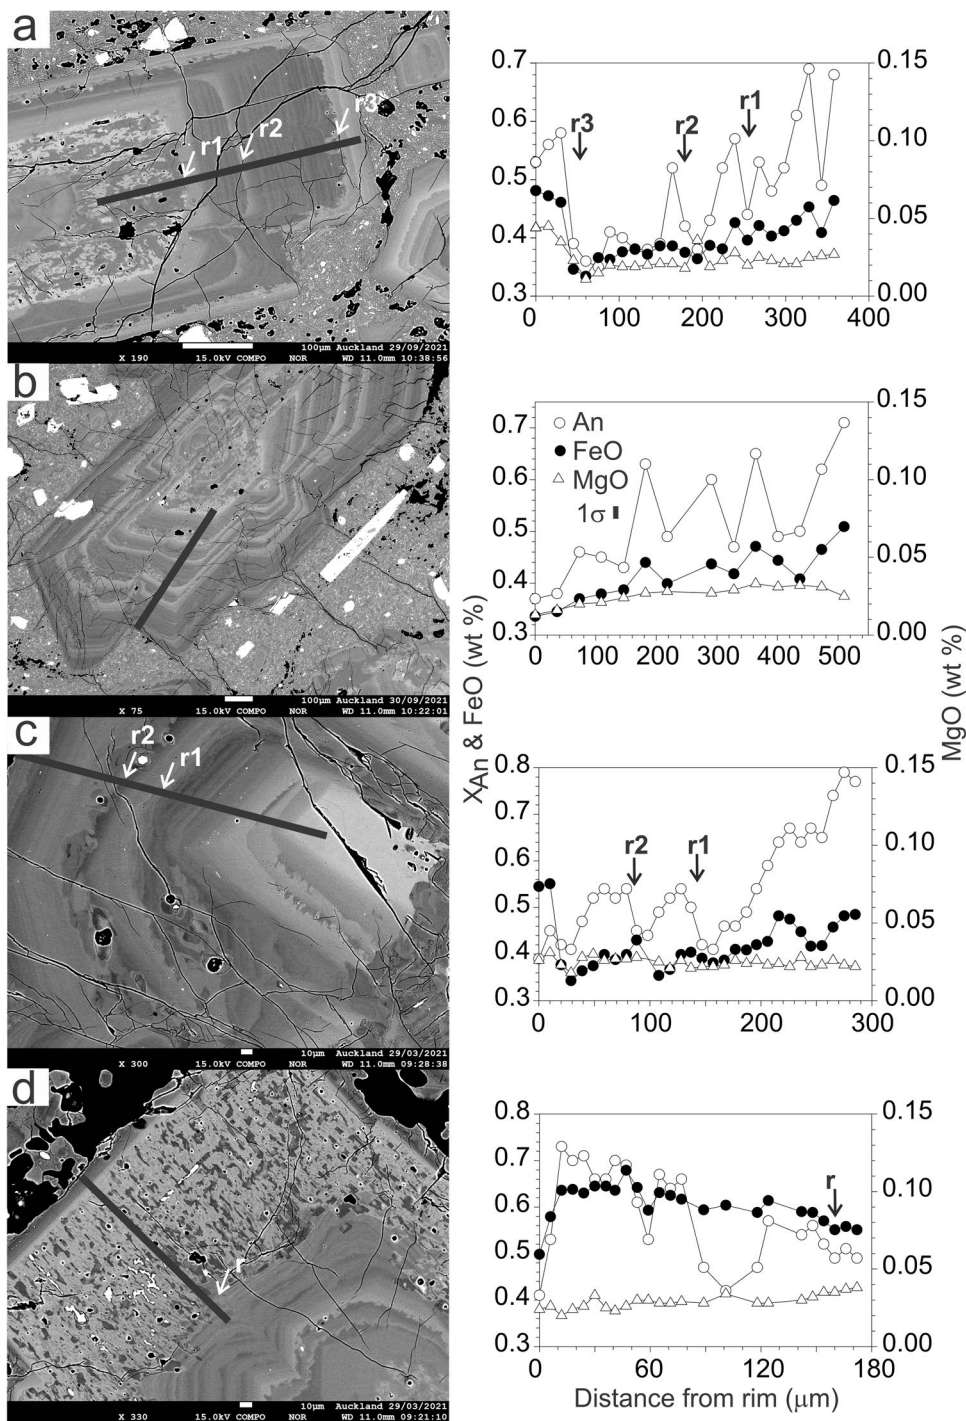 a
r1
r2
r3
100µm Auckland 29/09/2021
X 190 15.0kV COMPO NOR WD 11.0mm 10:38:56
0.7
0.6
0.5
0.4
0.3
r3
r2
r1
0.15
0.10
0.05
0.00
0 100 200 300 400
b
100µm Auckland 30/09/2021
X 75 15.0kV COMPO NOR WD 11.0mm 10:22:01
0.7
0.6
0.5
0.4
0.3
An
FeO
MgO
1σ
0.15
0.10
0.05
0.00
0 100 200 300 400 500
XAn & FeO (wt %)
MgO (wt %)
c
r2
r1
10µm Auckland 29/03/2021
X 300 15.0kV COMPO NOR WD 11.0mm 09:28:38
0.8
0.7
0.6
0.5
0.4
0.3
r2
r1
0.15
0.10
0.05
0.00
0 100 200 300
d
r
10µm Auckland 29/03/2021
X 330 15.0kV COMPO NOR WD 11.0mm 09:21:10
0.8
0.7
0.6
0.5
0.4
0.3
r
0.15
0.10
0.05
0.00
0 60 120 180
Distance from rim (µm)